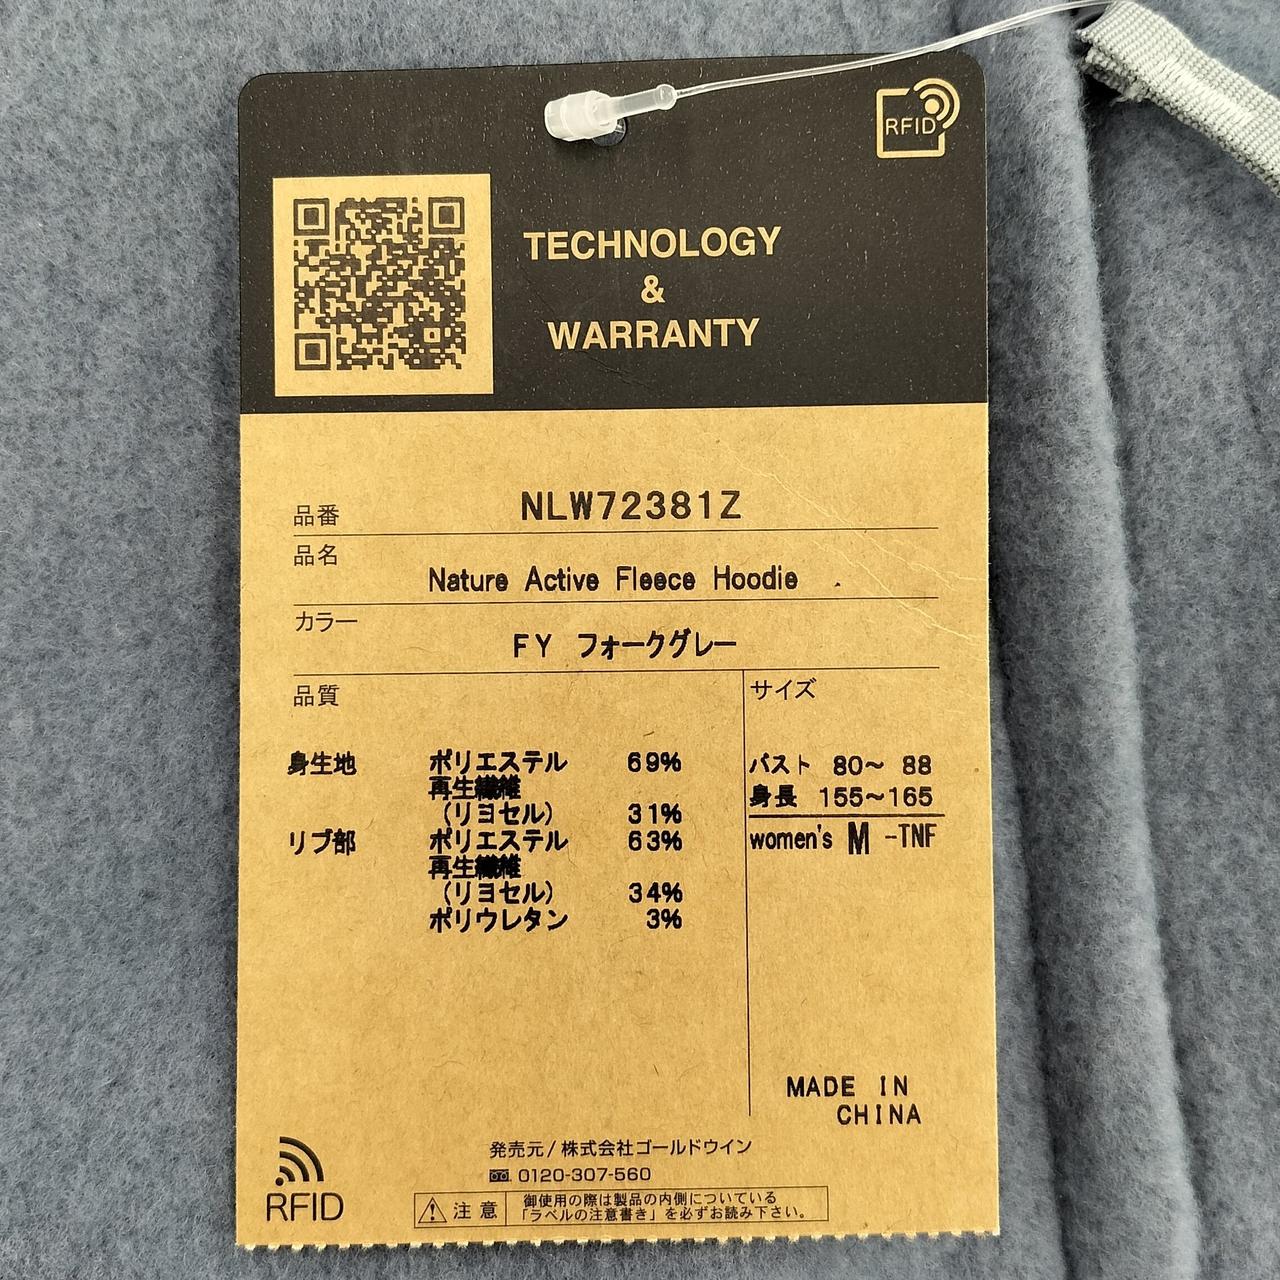 RFID
TECHNOLOGY
&
WARRANTY
品番 NLW72381Z
品名 Nature Active Fleece Hoodie
カラー FY フォークグレー
品質
身生地 ポリエステル 69%
再生繊維
(リヨセル) 31%
リブ部 ポリエステル 63%
再生繊維
(リヨセル) 34%
ポリウレタン 3%
サイズ
バスト 80~ 88
身長 155~165
women's M -TNF
MADE IN
CHINA
発売元/株式会社ゴールドウイン
0120-307-560
RFID
注意
御使用の際は製品の内側についている
「ラベルの注意書き」を必ずお読み下さい。